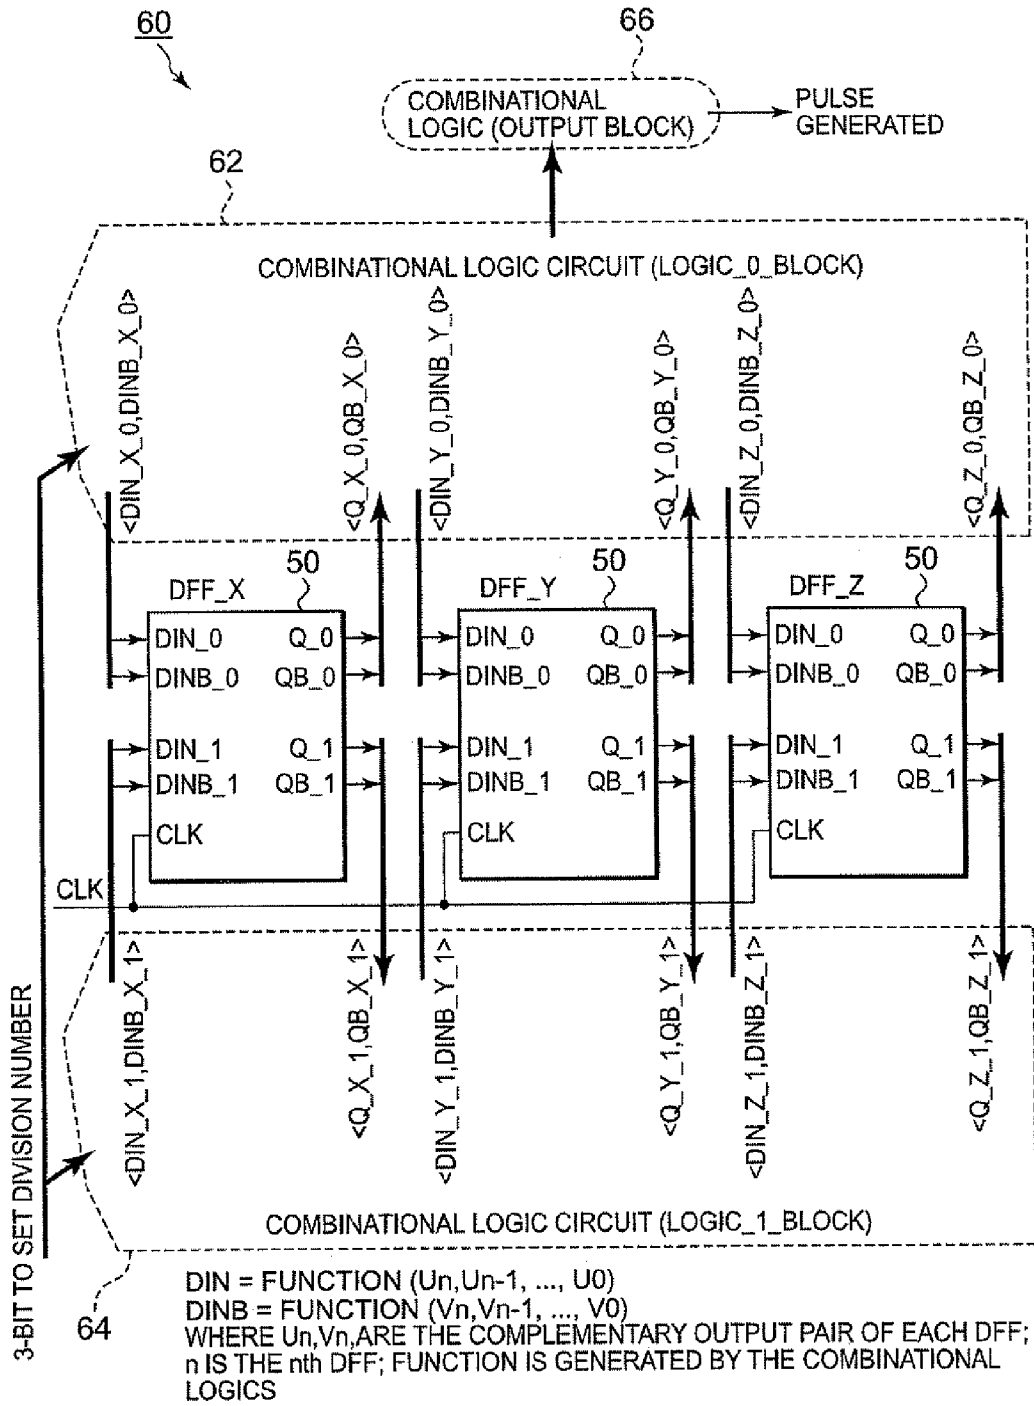 60
66
COMBINATIONAL
LOGIC (OUTPUT BLOCK)
PULSE
GENERATED
62
COMBINATIONAL LOGIC CIRCUIT (LOGIC_0_BLOCK)
<DIN_X_0,DINB_X_0>
<Q_X_0,QB_X_0>
<DIN_Y_0,DINB_Y_0>
<Q_Y_0,QB_Y_0>
<DIN_Z_0,DINB_Z_0>
<Q_Z_0,QB_Z_0>
DFF_X
50
DIN_0
Q_0
DINB_0
QB_0
DIN_1
Q_1
DINB_1
QB_1
CLK
DFF_Y
50
DIN_0
Q_0
DINB_0
QB_0
DIN_1
Q_1
DINB_1
QB_1
CLK
DFF_Z
50
DIN_0
Q_0
DINB_0
QB_0
DIN_1
Q_1
DINB_1
QB_1
CLK
CLK
<DIN_X_1,DINB_X_1>
<Q_X_1,QB_X_1>
<DIN_Y_1,DINB_Y_1>
<Q_Y_1,QB_Y_1>
<DIN_Z_1,DINB_Z_1>
<Q_Z_1,QB_Z_1>
3-BIT TO SET DIVISION NUMBER
COMBINATIONAL LOGIC CIRCUIT (LOGIC_1_BLOCK)
64
DIN = FUNCTION (Un,Un-1, ..., U0)
DINB = FUNCTION (Vn,Vn-1, ..., V0)
WHERE Un,Vn,ARE THE COMPLEMENTARY OUTPUT PAIR OF EACH DFF;
n IS THE nth DFF; FUNCTION IS GENERATED BY THE COMBINATIONAL
LOGICS